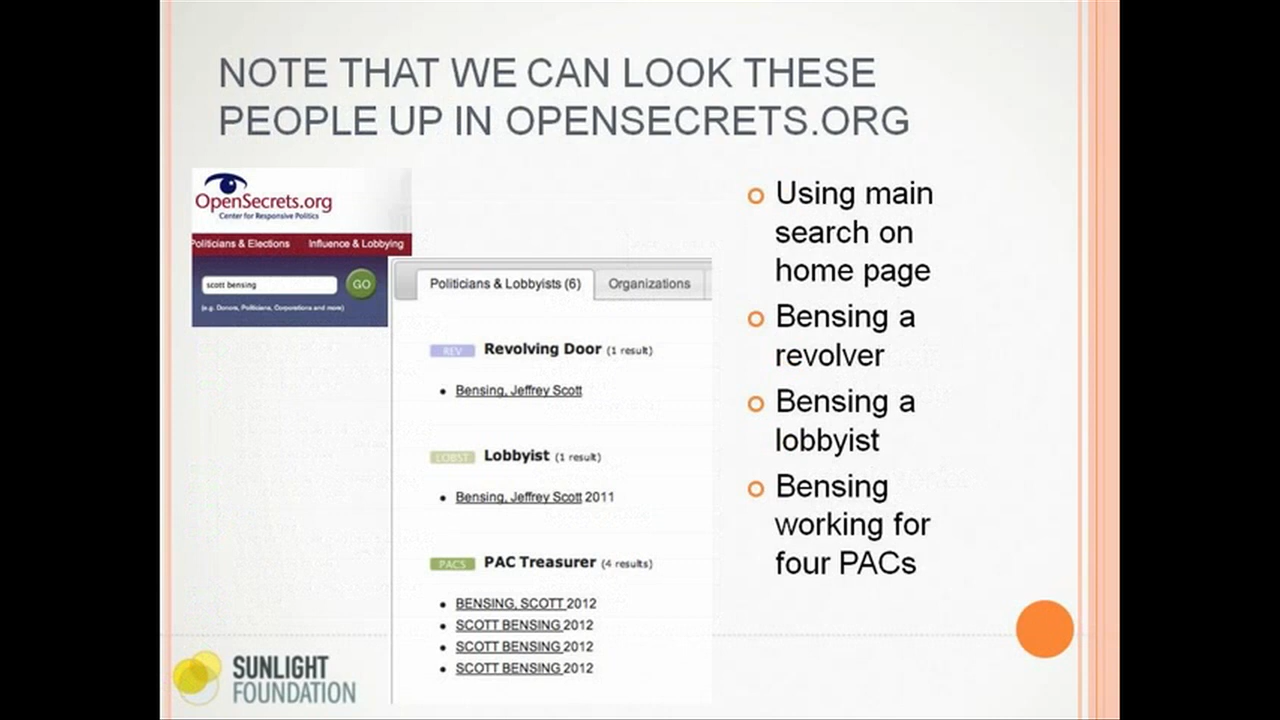 NOTE THAT WE CAN LOOK THESE
PEOPLE UP IN OPENSECRETS.ORG
OpenSecrets.org
Center for Responsive Politics
Politicians & Elections Influence & Lobbying
scott bensing GO
(e.g. Donors, Politicians, Corporations and more)
Politicians & Lobbyists (6) Organizations
REV Revolving Door (1 result)
• Bensing, Jeffrey Scott
LOBST Lobbyist (1 result)
• Bensing, Jeffrey Scott 2011
PACS PAC Treasurer (4 results)
• BENSING, SCOTT 2012
• SCOTT BENSING 2012
• SCOTT BENSING 2012
• SCOTT BENSING 2012
Using main
search on
home page
Bensing a
revolver
Bensing a
lobbyist
Bensing
working for
four PACs
SUNLIGHT
FOUNDATION